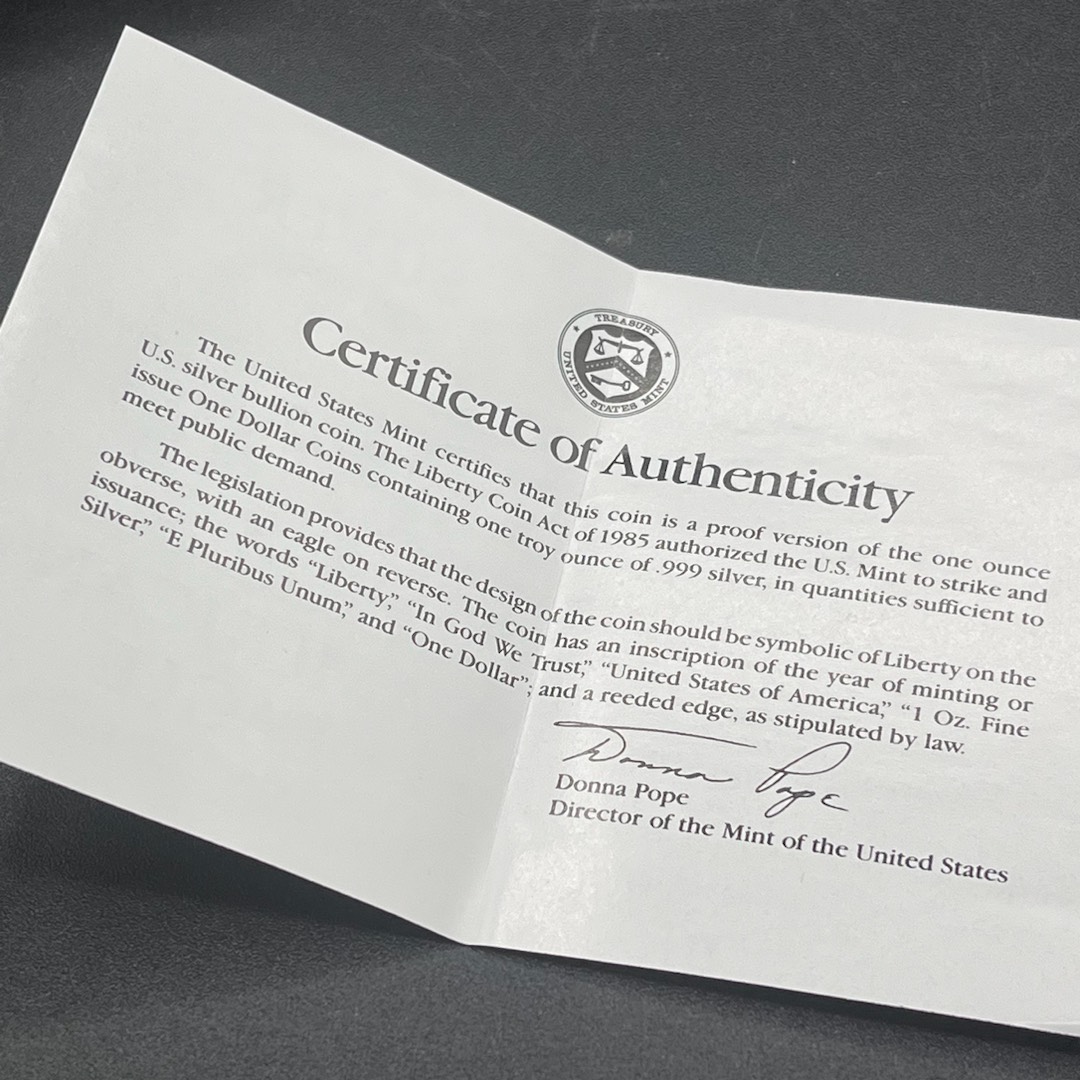 TREASURY
UNITED STATES MINT
Certificate of Authenticity
The United States Mint certifies that this coin is a proof version of the one ounce
U.S. silver bullion coin. The Liberty Coin Act of 1985 authorized the U.S. Mint to strike and
issue One Dollar Coins containing one troy ounce of .999 silver, in quantities sufficient to
meet public demand.
The legislation provides that the design of the coin should be symbolic of Liberty on the
obverse, with an eagle on reverse. The coin has an inscription of the year of minting or
issuance; the words “Liberty,” “In God We Trust,” “United States of America,” “1 Oz. Fine
Silver,” “E Pluribus Unum,” and “One Dollar”; and a reeded edge, as stipulated by law.
Donna Pope
Donna Pope
Director of the Mint of the United States